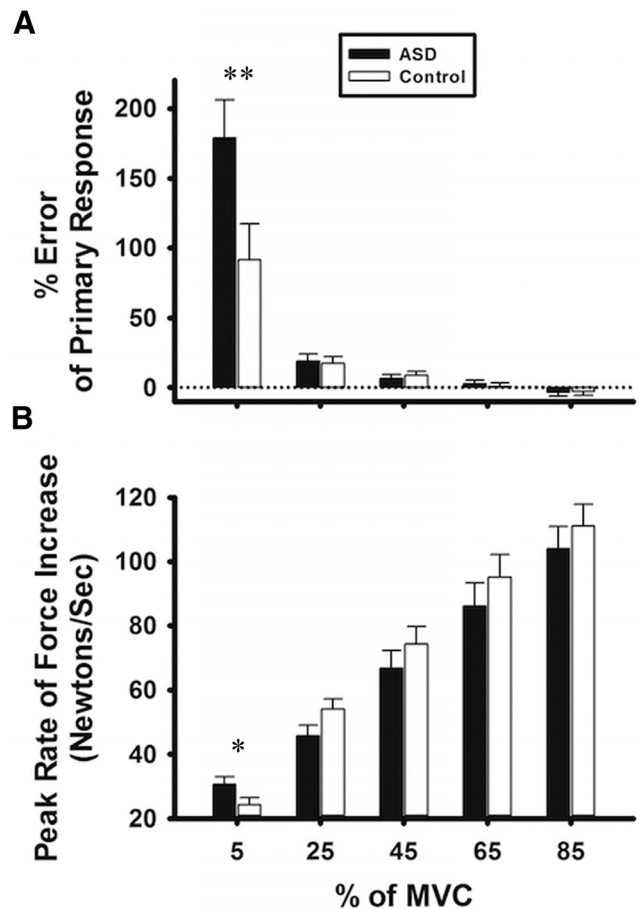 A
ASD
Control
**
% Error
of Primary Response
200
150
100
50
0
B
Peak Rate of Force Increase
(Newtons/Sec)
120
100
80
60
40
20
*
5 25 45 65 85
% of MVC